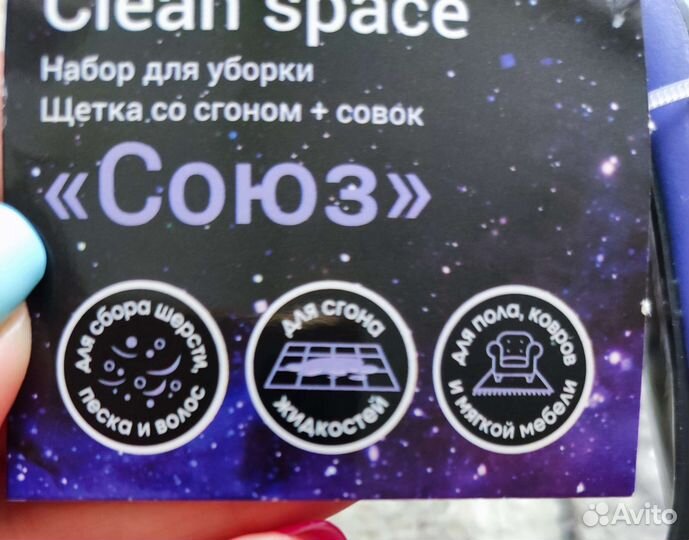 Clean space
Набор для уборки
Щетка со сгоном + совок
«Союз»
для сбора шерсти,
песка и волос
для сгона
жидкостей
для пола, ковров
и мягкой мебели
Avito